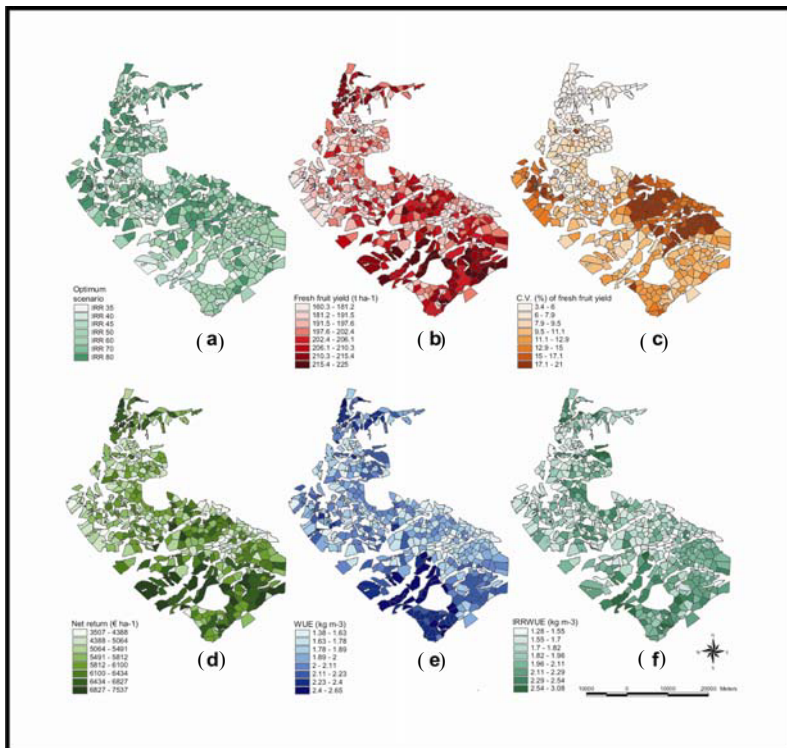 Optimum
scenario
IRR 35
IRR 40
IRR 45
IRR 50
IRR 60
IRR 70
IRR 80
(a)
Fresh fruit yield (t ha-1)
160.3 - 181.2
181.2 - 191.5
191.5 - 197.6
197.6 - 202.4
202.4 - 206.1
206.1 - 210.3
210.3 - 215.4
215.4 - 225
(b)
C.V. (%) of fresh fruit yield
3.4 - 6
6 - 7.9
7.9 - 9.5
9.5 - 11.1
11.1 - 12.9
12.9 - 15
15 - 17.1
17.1 - 21
(c)
Net return (€ ha-1)
3507 - 4388
4388 - 5064
5064 - 5491
5491 - 5812
5812 - 6100
6100 - 6434
6434 - 6827
6827 - 7537
(d)
WUE (kg m-3)
1.38 - 1.63
1.63 - 1.78
1.78 - 1.89
1.89 - 2
2 - 2.11
2.11 - 2.23
2.23 - 2.4
2.4 - 2.65
(e)
IRRWUE (kg m-3)
1.28 - 1.55
1.55 - 1.7
1.7 - 1.82
1.82 - 1.96
1.96 - 2.11
2.11 - 2.29
2.29 - 2.54
2.54 - 3.08
(f)
10000 0 10000 20000 Meters